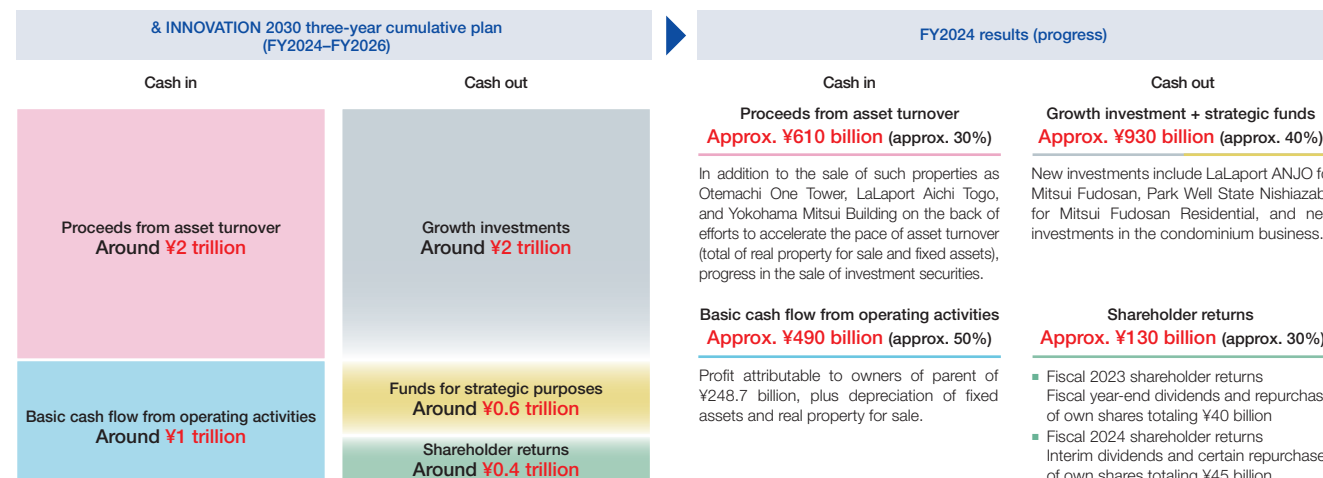 & INNOVATION 2030 three-year cumulative plan
(FY2024–FY2026)
Cash in
Cash out
Proceeds from asset turnover
Around ¥2 trillion
Basic cash flow from operating activities
Around ¥1 trillion
Growth investments
Around ¥2 trillion
Funds for strategic purposes
Around ¥0.6 trillion
Shareholder returns
Around ¥0.4 trillion
FY2024 results (progress)
Cash in
Proceeds from asset turnover
Approx. ¥610 billion (approx. 30%)
In addition to the sale of such properties as
Otemachi One Tower, LaLaport Aichi Togo,
and Yokohama Mitsui Building on the back of
efforts to accelerate the pace of asset turnover
(total of real property for sale and fixed assets),
progress in the sale of investment securities.
Basic cash flow from operating activities
Approx. ¥490 billion (approx. 50%)
Profit attributable to owners of parent of
¥248.7 billion, plus depreciation of fixed
assets and real property for sale.
Cash out
Growth investment + strategic funds
Approx. ¥930 billion (approx. 40%)
New investments include LaLaport ANJO
Mitsui Fudosan, Park Well State
for Mitsui Fudosan Residential, and
investments in the condominium business.
Shareholder returns
Approx. ¥130 billion (approx. 30%)
▪ Fiscal 2023 shareholder returns
Fiscal year-end dividends and
of own shares totaling ¥40 billion
▪ Fiscal 2024 shareholder returns
Interim dividends and certain repurchase
of own shares totaling ¥45 billion